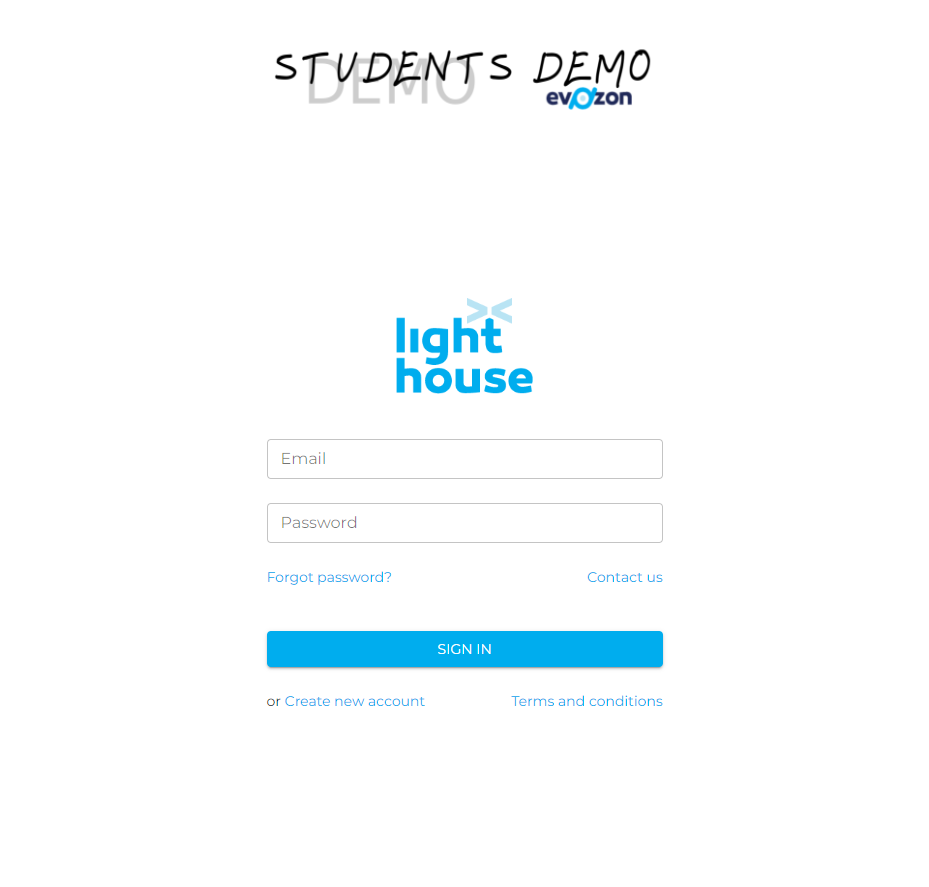 STUDENTS DEMO
DEMO
evozon
light
house
Email
Password
Forgot password? Contact us
SIGN IN
or Create new account Terms and conditions